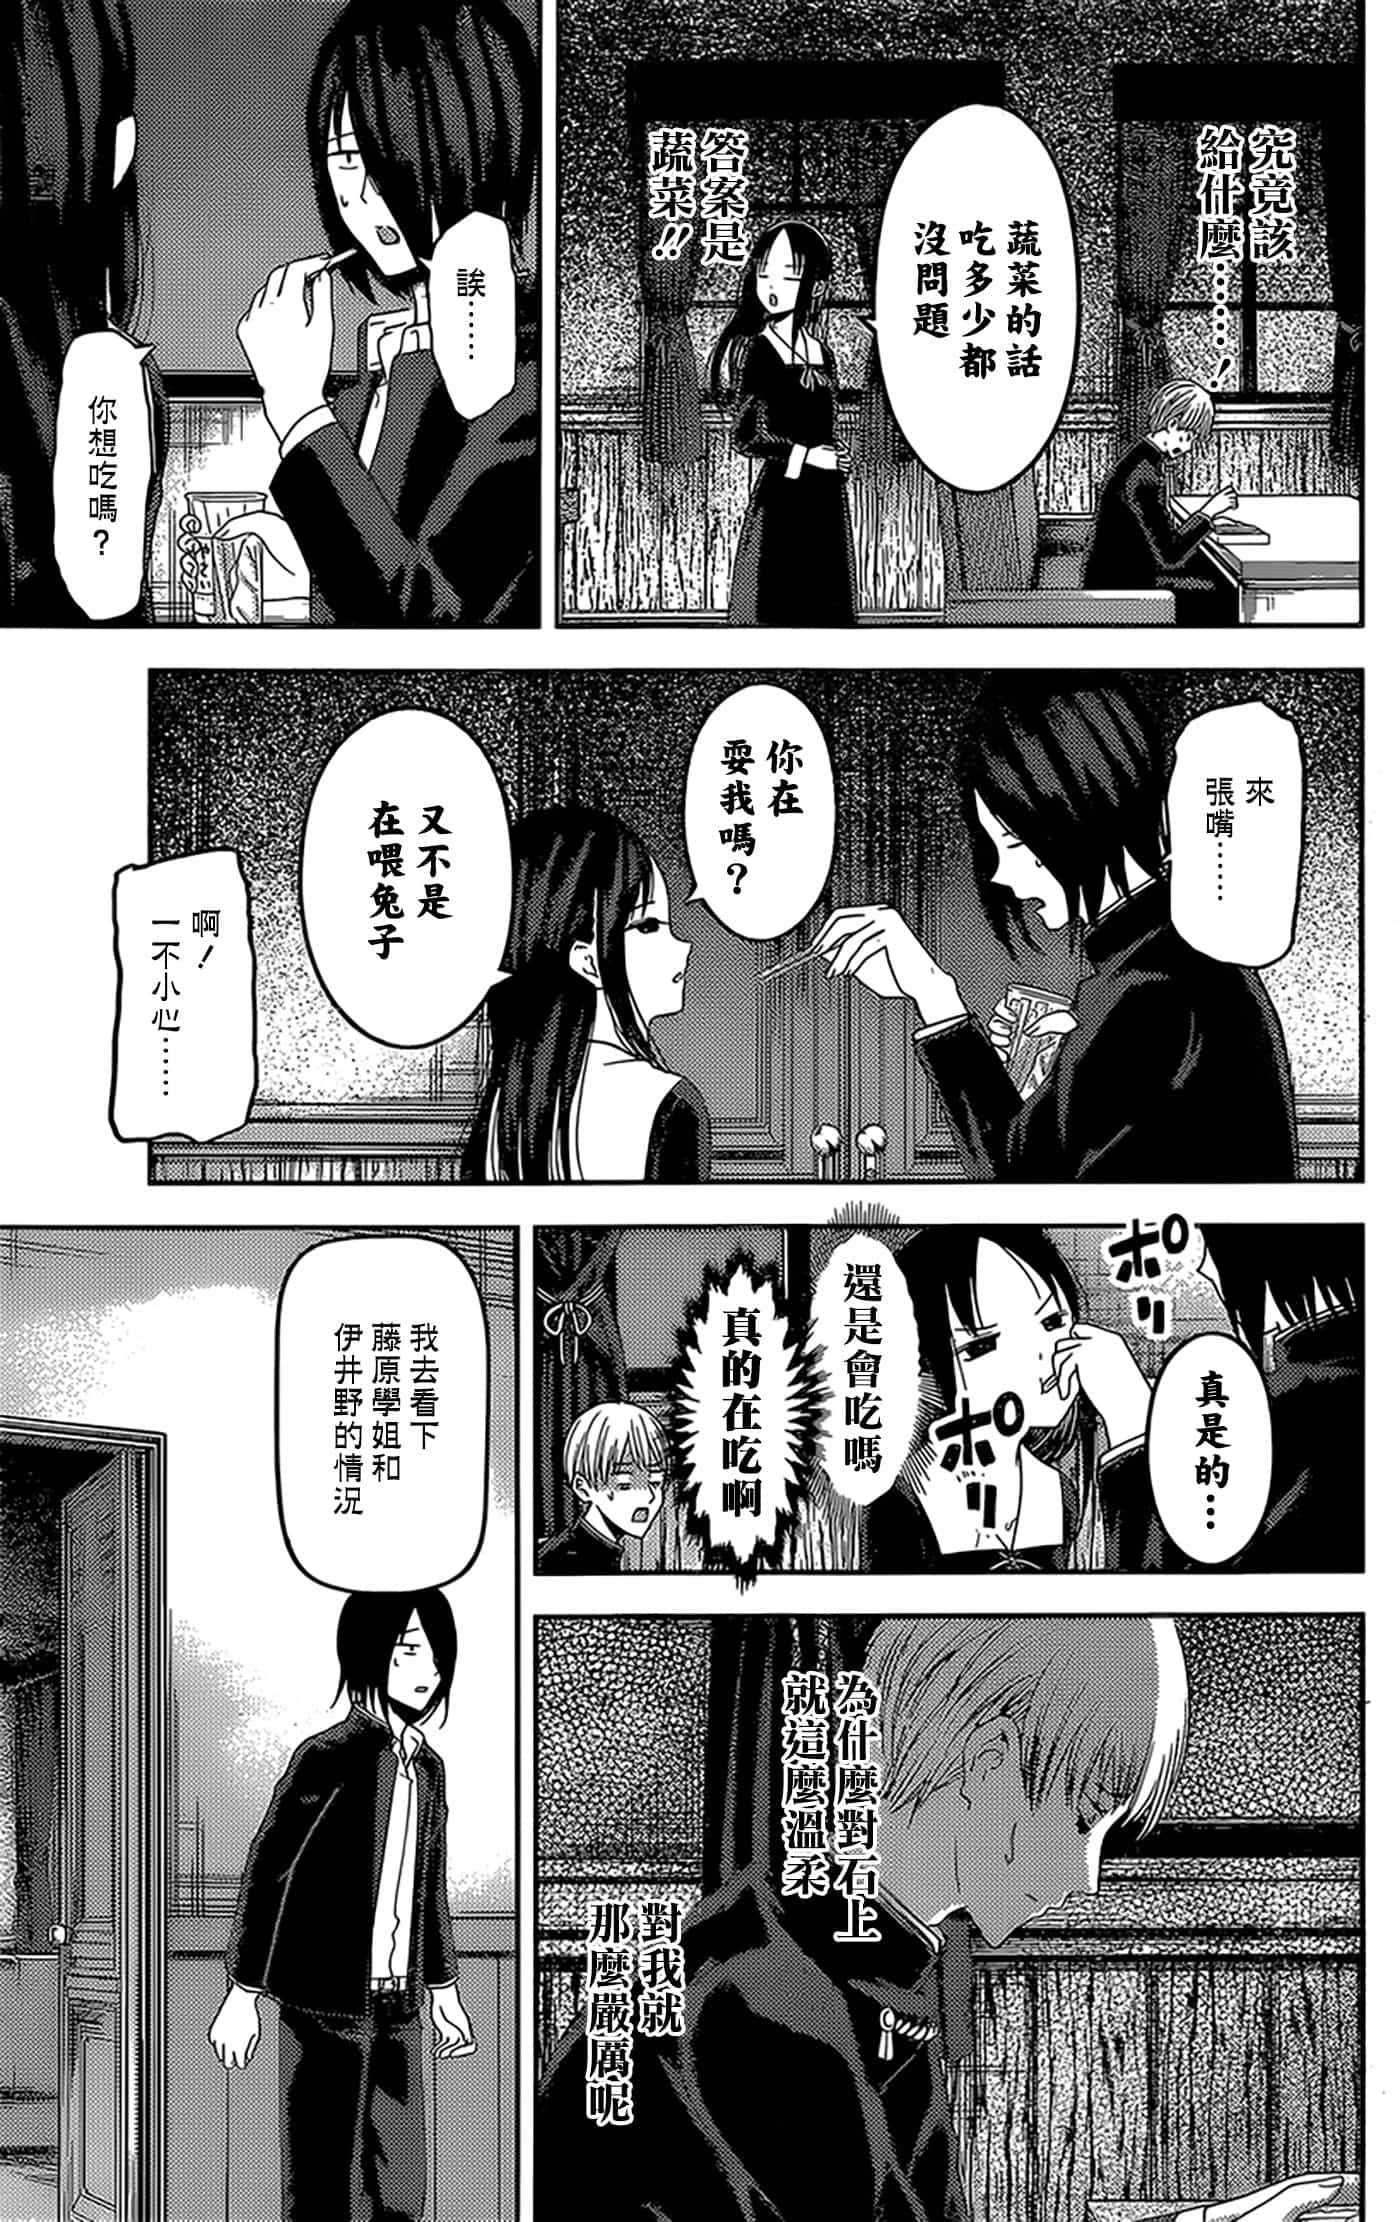 究竟該
給什麼……！
蔬菜的話
吃多少都
沒問題
答案是
蔬菜!!
誒……
你想吃嗎？
來
張嘴……
你在
耍我嗎？
又不是
在喂兔子
啊！
一不小心……
ポリ
真是的…
ポリ
還是會吃嗎
真的在吃啊
為什麼對石上
就這麼溫柔
對我就
那麼嚴厲呢
我去看下
藤原學姐和
伊井野的情況